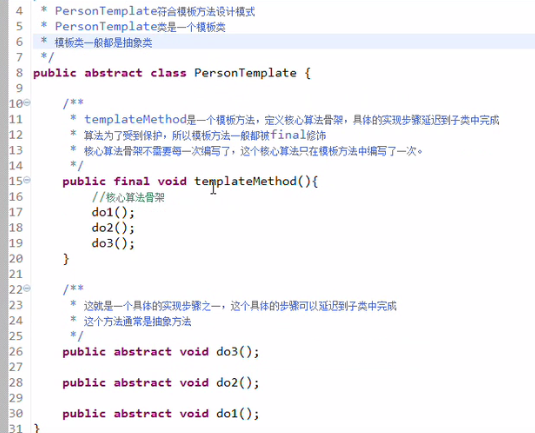 4 * PersonTemplate符合模板方法设计模式
5 * PersonTemplate类是一个模板类
6 * 模板类一般都是抽象类
7 */
8 public abstract class PersonTemplate {
9
10 /**
11 * templateMethod是一个模板方法，定义核心算法骨架，具体的实现步骤延迟到子类中完成
12 * 算法为了受到保护，所以模板方法一般都被final修饰
13 * 核心算法骨架不需要每一次编写了，这个核心算法只在模板方法中编写了一次。
14 */
15 public final void templateMethod(){
16 //核心算法骨架
17 do1();
18 do2();
19 do3();
20 }
21
22 /**
23 * 这就是一个具体的实现步骤之一，这个具体的步骤可以延迟到子类中完成
24 * 这个方法通常是抽象方法
25 */
26 public abstract void do3();
27
28 public abstract void do2();
29
30 public abstract void do1();
31 }